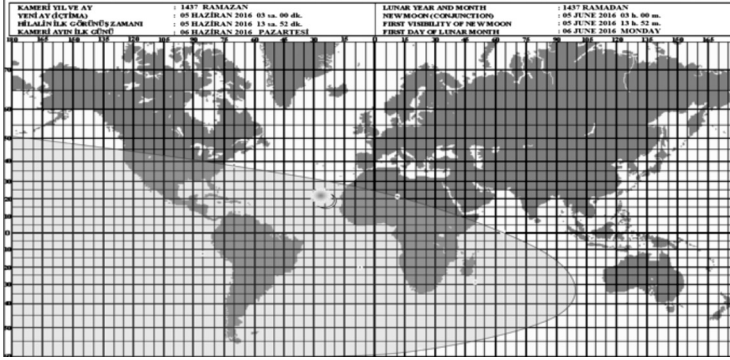 KAMERİ YIL VE AY : 1437 RAMAZAN
YENİ AY (İÇTİMA) : 05 HAZİRAN 2016 03 sa. 00 dk.
HİLALİN İLK GÖRÜNÜŞ ZAMANI : 05 HAZİRAN 2016 13 sa. 52 dk.
KAMERİ AYIN İLK GÜNÜ : 06 HAZİRAN 2016 PAZARTESİ
LUNAR YEAR AND MONTH : 1437 RAMADAN
NEW MOON (CONJUNCTION) : 05 JUNE 2016 03 h. 00 m.
FIRST VISIBILITY OF NEW MOON : 05 JUNE 2016 13 h. 52 m.
FIRST DAY OF LUNAR MONTH : 06 JUNE 2016 MONDAY